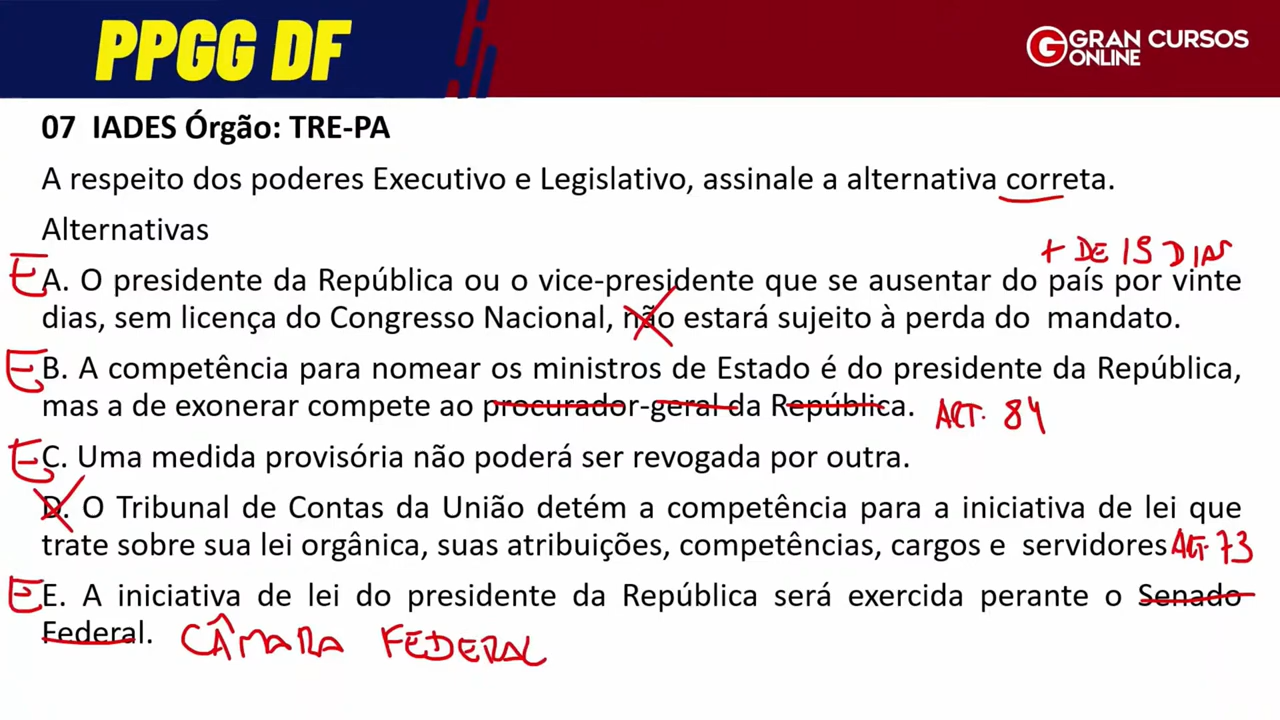 PPGG DF
GRAN CURSOS
ONLINE
07 IADES Órgão: TRE-PA
A respeito dos poderes Executivo e Legislativo, assinale a alternativa correta.
Alternativas
+ DE 15 DIAS
E A. O presidente da República ou o vice-presidente que se ausentar do país por vinte
dias, sem licença do Congresso Nacional, não estará sujeito à perda do mandato.
E B. A competência para nomear os ministros de Estado é do presidente da República,
mas a de exonerar compete ao procurador-geral da República. ART. 84
E C. Uma medida provisória não poderá ser revogada por outra.
D. O Tribunal de Contas da União detém a competência para a iniciativa de lei que
trate sobre sua lei orgânica, suas atribuições, competências, cargos e servidores ART. 73
E E. A iniciativa de lei do presidente da República será exercida perante o Senado
Federal. CÂMARA FEDERAL